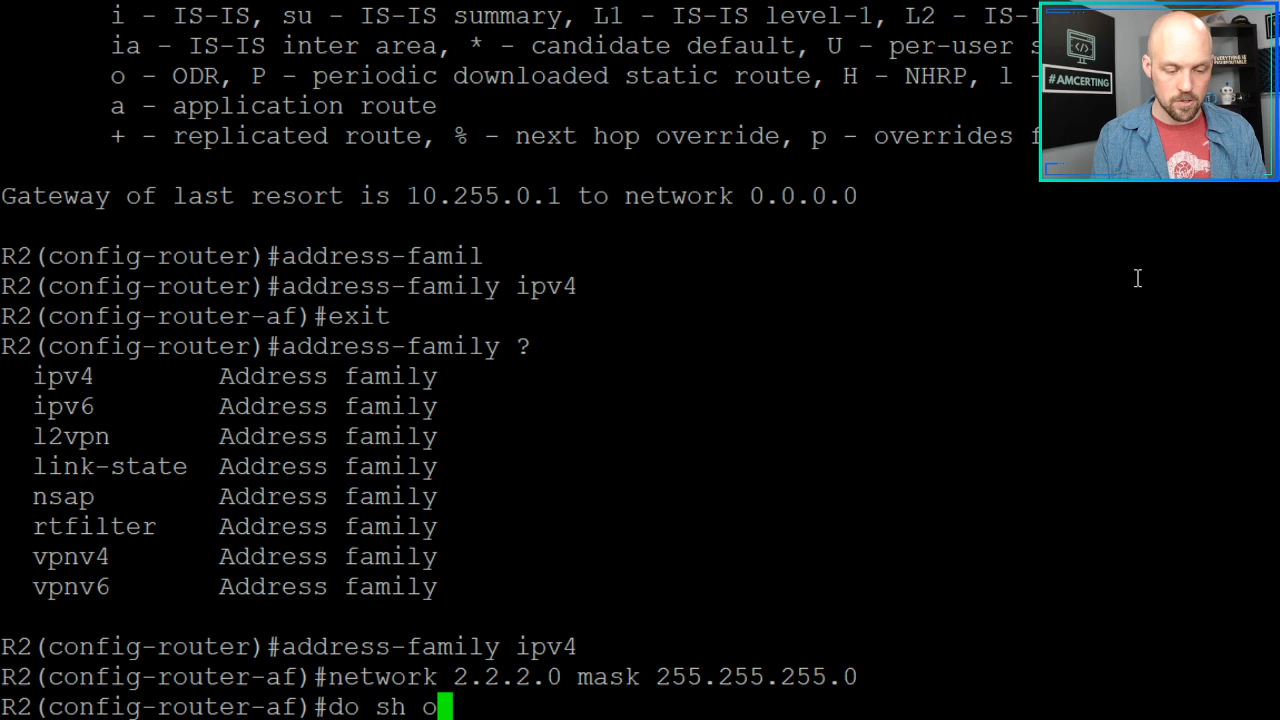 i - IS-IS, su - IS-IS summary, L1 - IS-IS level-1, L2 - IS-
ia - IS-IS inter area, * - candidate default, U - per-user
o - ODR, P - periodic downloaded static route, H - NHRP, l -
a - application route
+ - replicated route, % - next hop override, p - overrides
#AMCERTING
Gateway of last resort is 10.255.0.1 to network 0.0.0.0
R2(config-router)#address-famil
R2(config-router)#address-family ipv4
R2(config-router-af)#exit
R2(config-router)#address-family ?
ipv4 Address family
ipv6 Address family
l2vpn Address family
link-state Address family
nsap Address family
rtfilter Address family
vpnv4 Address family
vpnv6 Address family
R2(config-router)#address-family ipv4
R2(config-router-af)#network 2.2.2.0 mask 255.255.255.0
R2(config-router-af)#do sh o